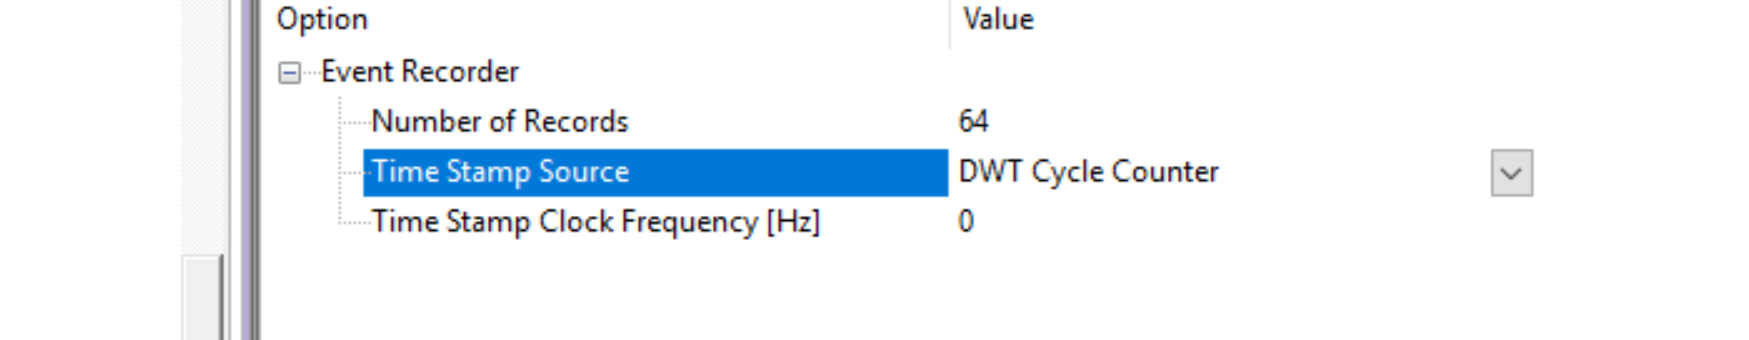 Option Value
Event Recorder
Number of Records 64
Time Stamp Source DWT Cycle Counter
Time Stamp Clock Frequency [Hz] 0